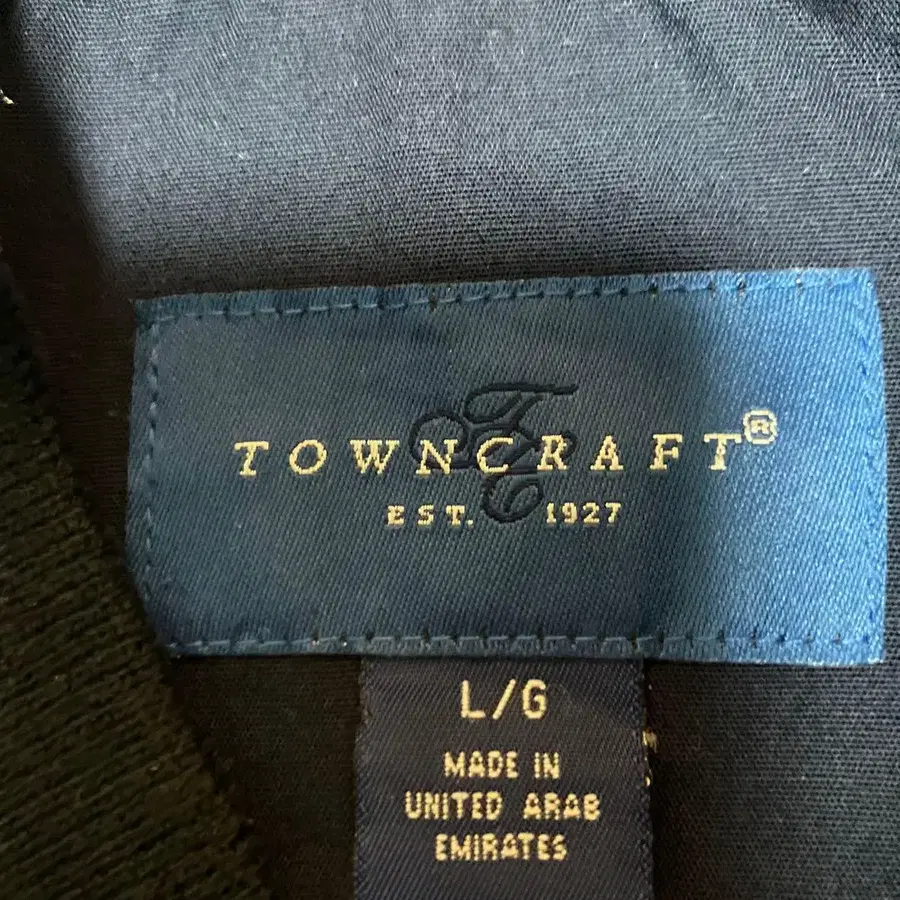 TOWNCRAFT®
EST. 1927
L/G
MADE IN
UNITED ARAB
EMIRATES